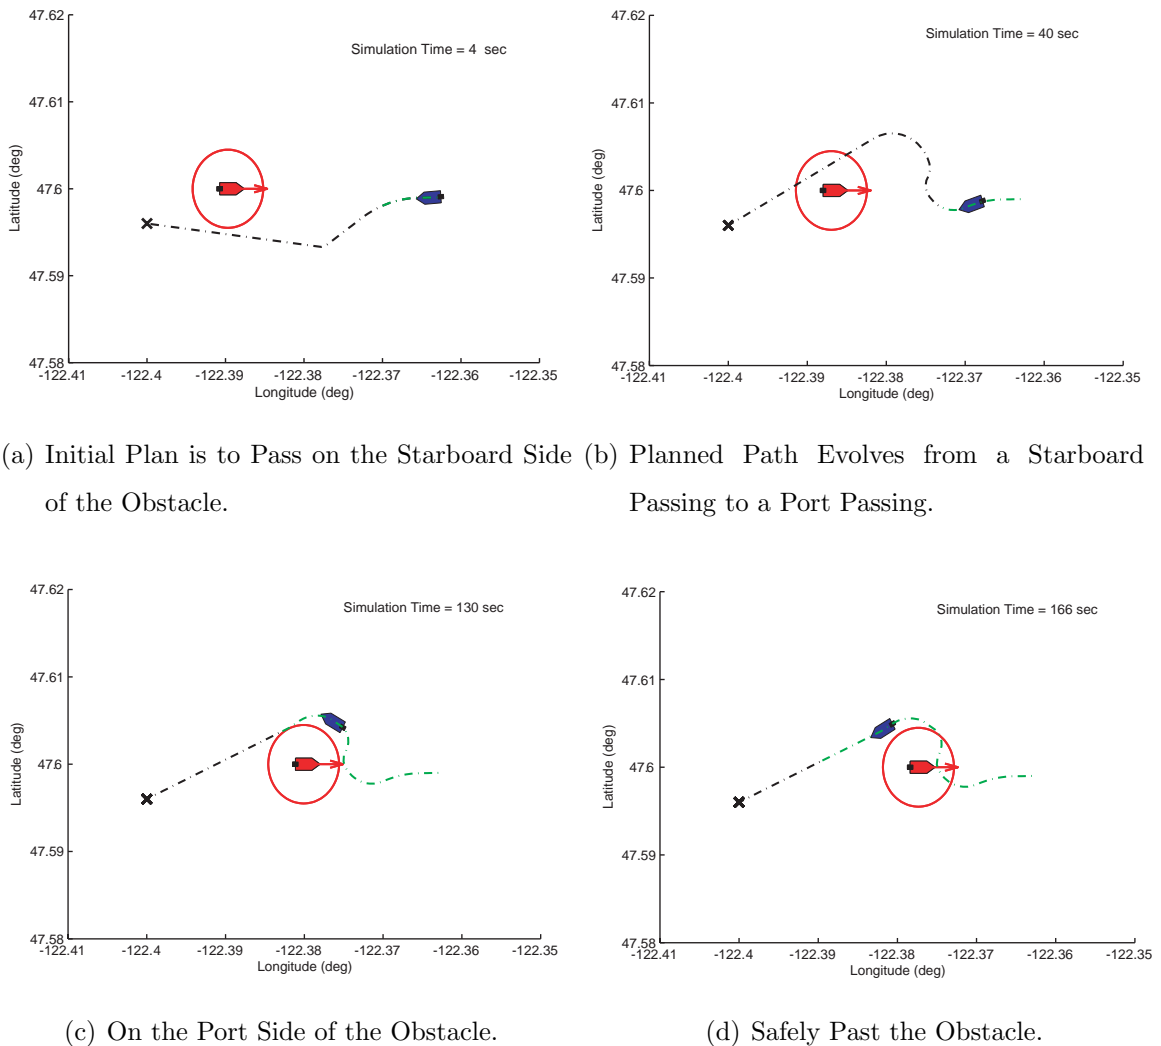 47.62
Simulation Time = 4 sec
47.61
Latitude (deg)
47.6
47.59
47.58
-122.41 -122.4 -122.39 -122.38 -122.37 -122.36 -122.35
Longitude (deg)
47.62
Simulation Time = 40 sec
47.61
Latitude (deg)
47.6
47.59
47.58
-122.41 -122.4 -122.39 -122.38 -122.37 -122.36 -122.35
Longitude (deg)
(a) Initial Plan is to Pass on the Starboard Side
of the Obstacle.
(b) Planned Path Evolves from a Starboard
Passing to a Port Passing.
47.62
Simulation Time = 130 sec
47.61
Latitude (deg)
47.6
47.59
47.58
-122.41 -122.4 -122.39 -122.38 -122.37 -122.36 -122.35
Longitude (deg)
47.62
Simulation Time = 166 sec
47.61
Latitude (deg)
47.6
47.59
47.58
-122.41 -122.4 -122.39 -122.38 -122.37 -122.36 -122.35
Longitude (deg)
(c) On the Port Side of the Obstacle.
(d) Safely Past the Obstacle.